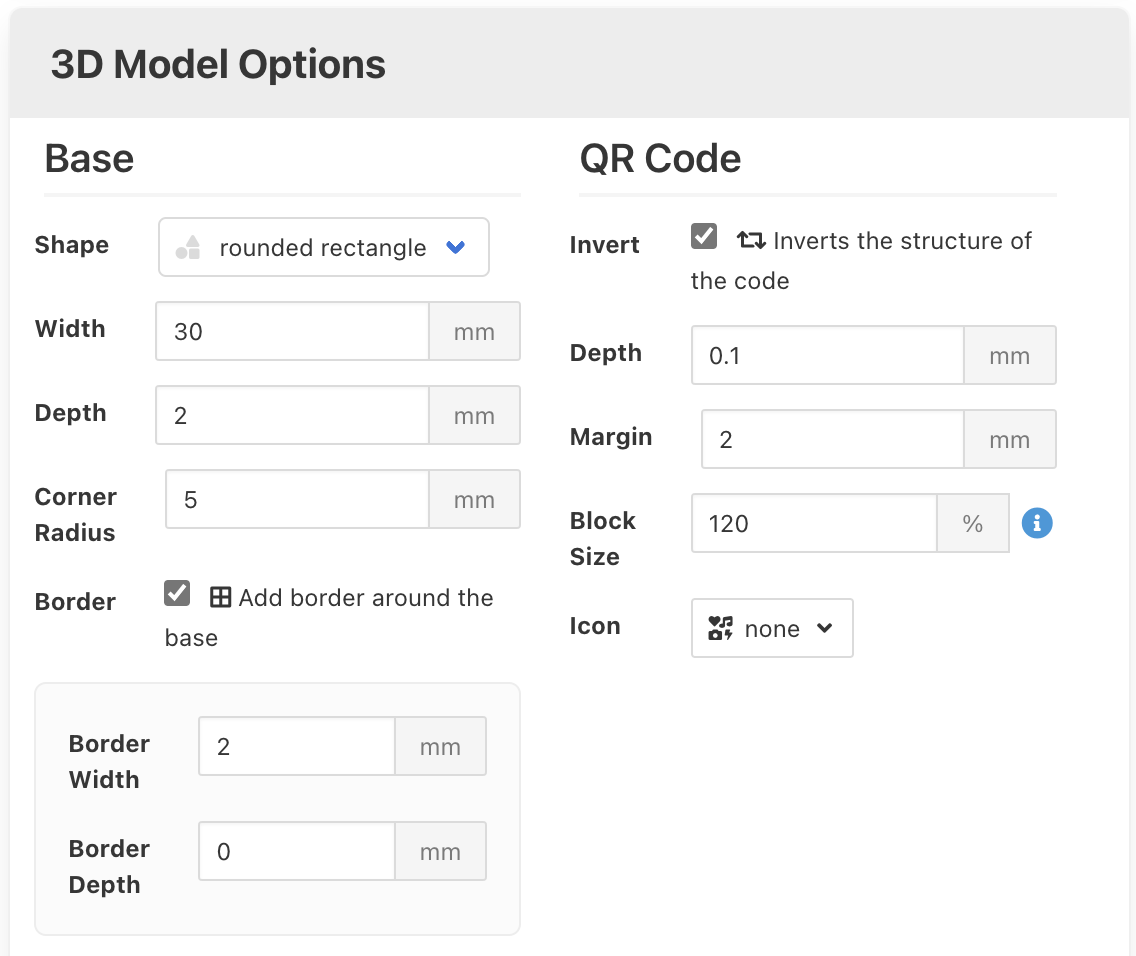 3D Model Options
Base
Shape
rounded rectangle
Width
30
mm
Depth
2
mm
Corner
Radius
5
mm
Border
Add border around the
base
Border
Width
2
mm
Border
Depth
0
mm
QR Code
Invert
Inverts the structure of
the code
Depth
0.1
mm
Margin
2
mm
Block
Size
120
%
Icon
none